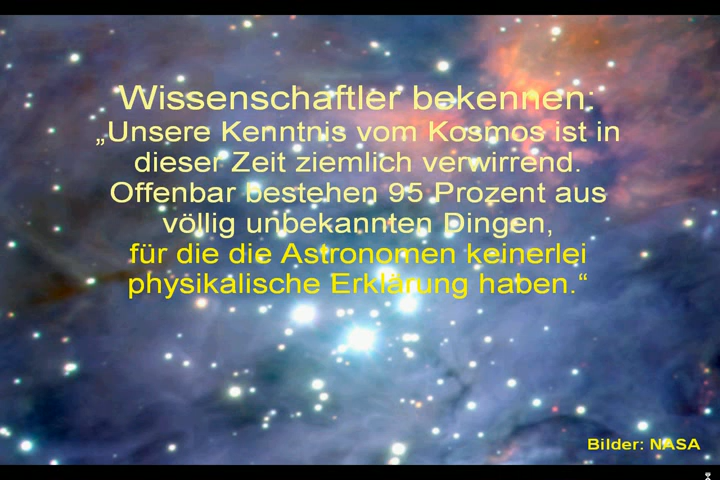 Wissenschaftler bekennen:
„Unsere Kenntnis vom Kosmos ist in
dieser Zeit ziemlich verwirrend.
Offenbar bestehen 95 Prozent aus
völlig unbekannten Dingen,
für die die Astronomen keinerlei
physikalische Erklärung haben.“
Bilder: NASA